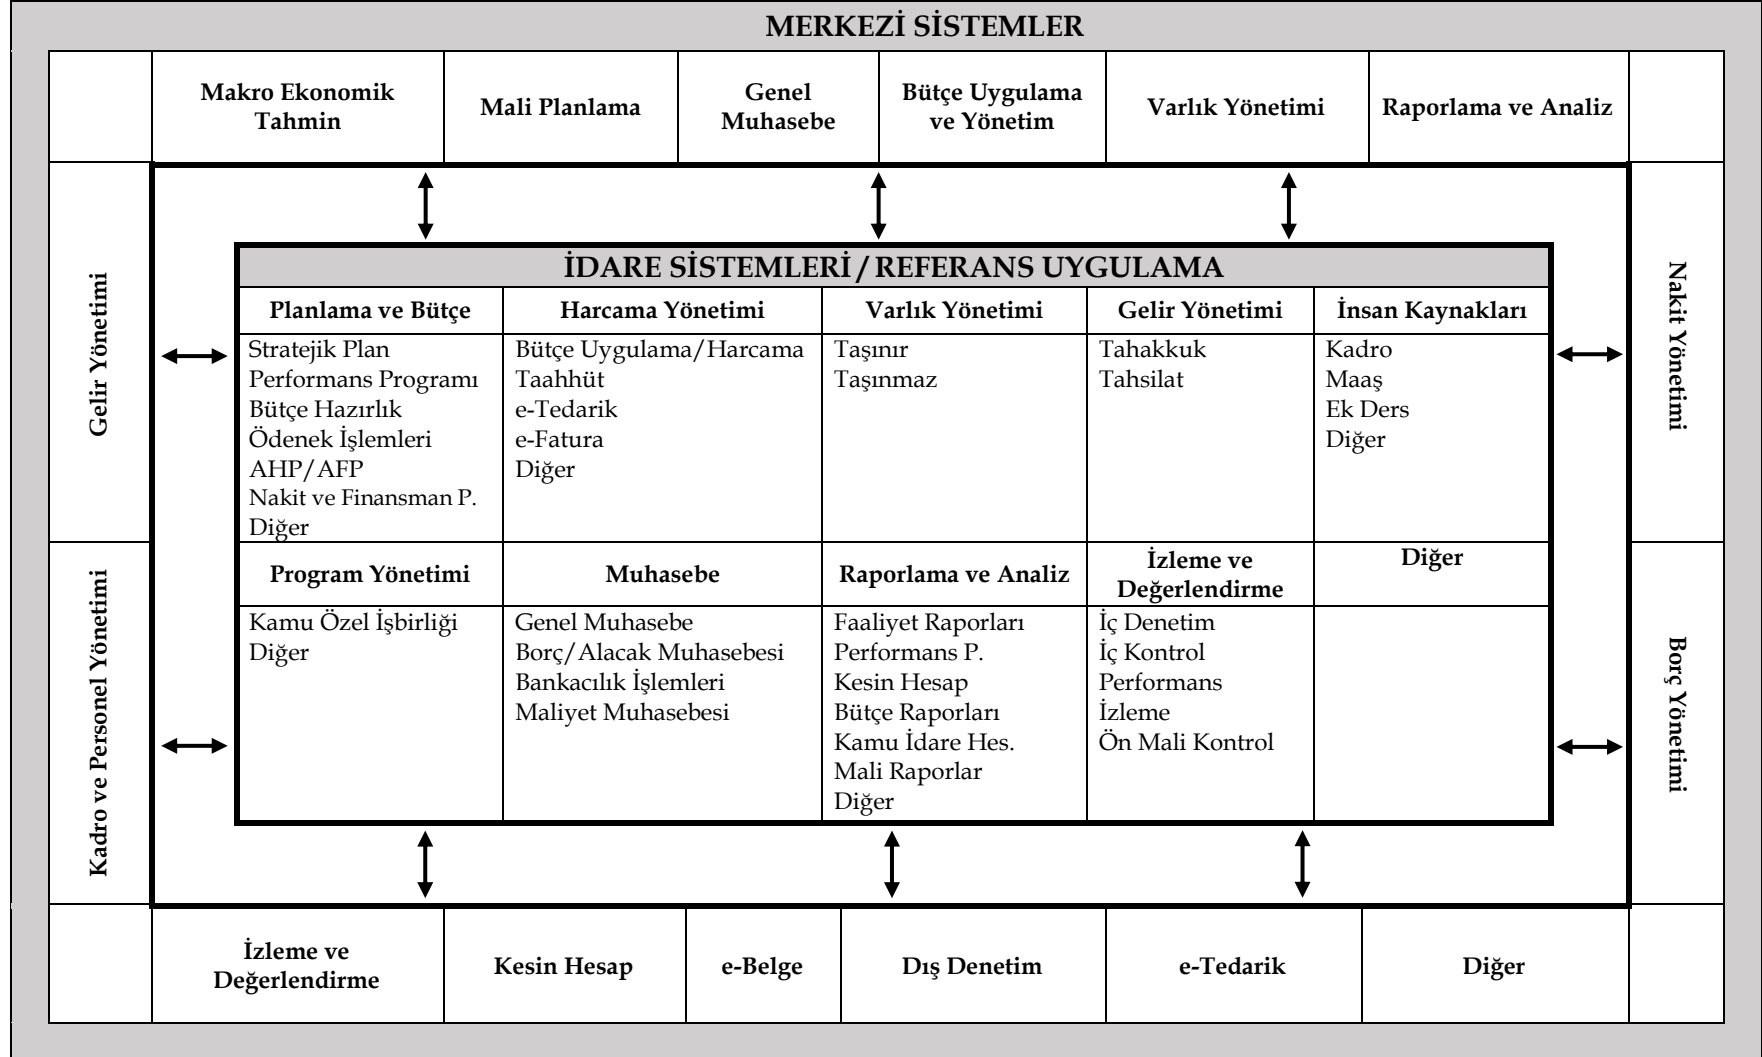 MERKEZİ SİSTEMLER
Makro Ekonomik
Tahmin
Mali Planlama
Genel
Muhasebe
Bütçe Uygulama
ve Yönetim
Varlık Yönetimi
Raporlama ve Analiz
Gelir Yönetimi
Kadro ve Personel Yönetimi
İDARE SİSTEMLERİ / REFERANS UYGULAMA
Planlama ve Bütçe
Stratejik Plan
Performans Programı
Bütçe Hazırlık
Ödenek İşlemleri
AHP/AFP
Nakit ve Finansman P.
Diğer
Harcama Yönetimi
Bütçe Uygulama/Harcama
Taahhüt
e-Tedarik
e-Fatura
Diğer
Varlık Yönetimi
Taşınır
Taşınmaz
Gelir Yönetimi
Tahakkuk
Tahsilat
İnsan Kaynakları
Kadro
Maaş
Ek Ders
Diğer
Program Yönetimi
Kamu Özel İşbirliği
Diğer
Muhasebe
Genel Muhasebe
Borç/Alacak Muhasebesi
Bankacılık İşlemleri
Maliyet Muhasebesi
Raporlama ve Analiz
Faaliyet Raporları
Performans P.
Kesin Hesap
Bütçe Raporları
Kamu İdare Hes.
Mali Raporlar
Diğer
İzleme ve
Değerlendirme
İç Denetim
İç Kontrol
Performans
İzleme
Ön Mali Kontrol
Diğer
Nakit Yönetimi
Borç Yönetimi
İzleme ve
Değerlendirme
Kesin Hesap
e-Belge
Dış Denetim
e-Tedarik
Diğer